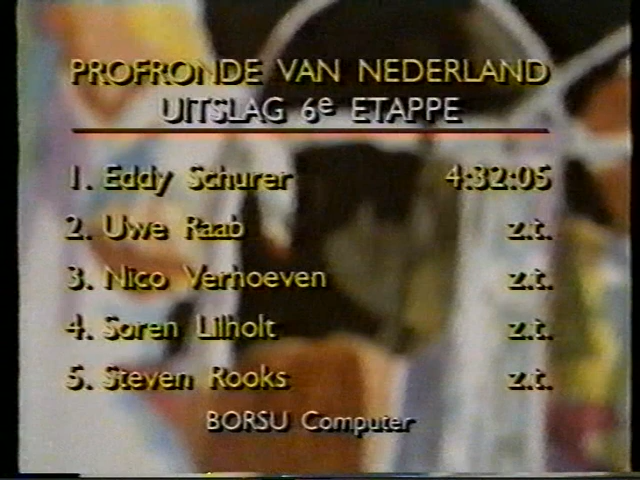 PROFRONDE VAN NEDERLAND
UITSLAG 6e ETAPPE
1. Eddy Schurer 4:32:05
2. Uwe Raab z.t.
3. Nico Verhoeven z.t.
4. Soren Lilholt z.t.
5. Steven Rooks z.t.
BORSU Computer